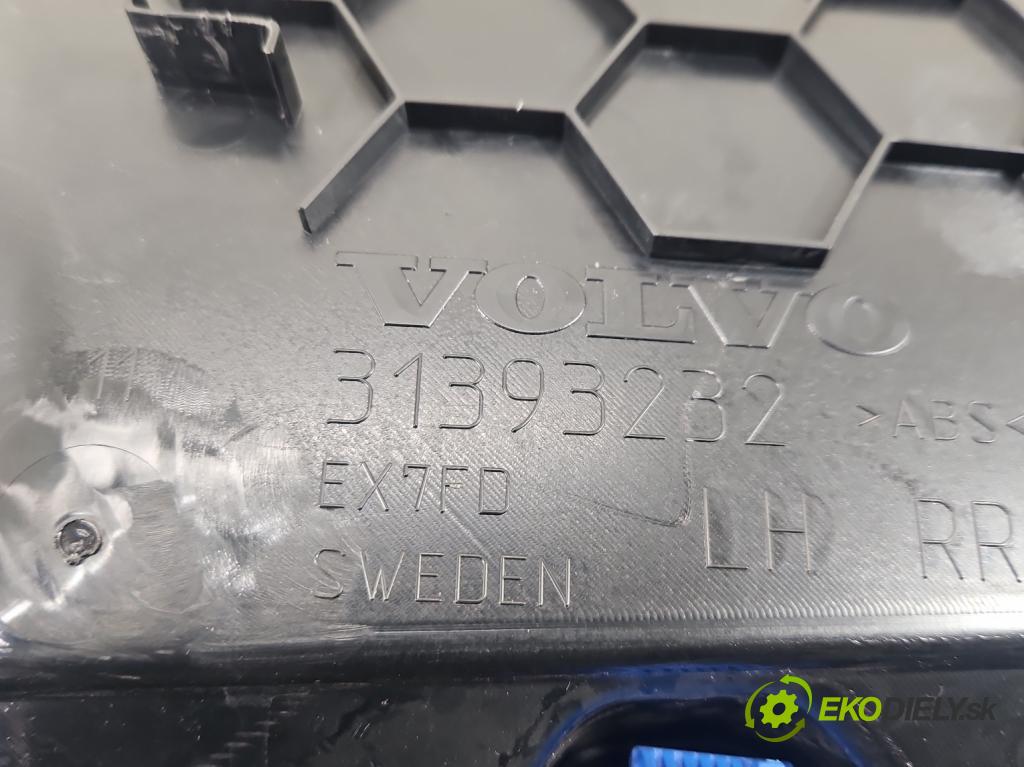 VOLVO
31393232 >ABS<
EX7FD
LH RR
SWEDEN
EKODIELY.sk